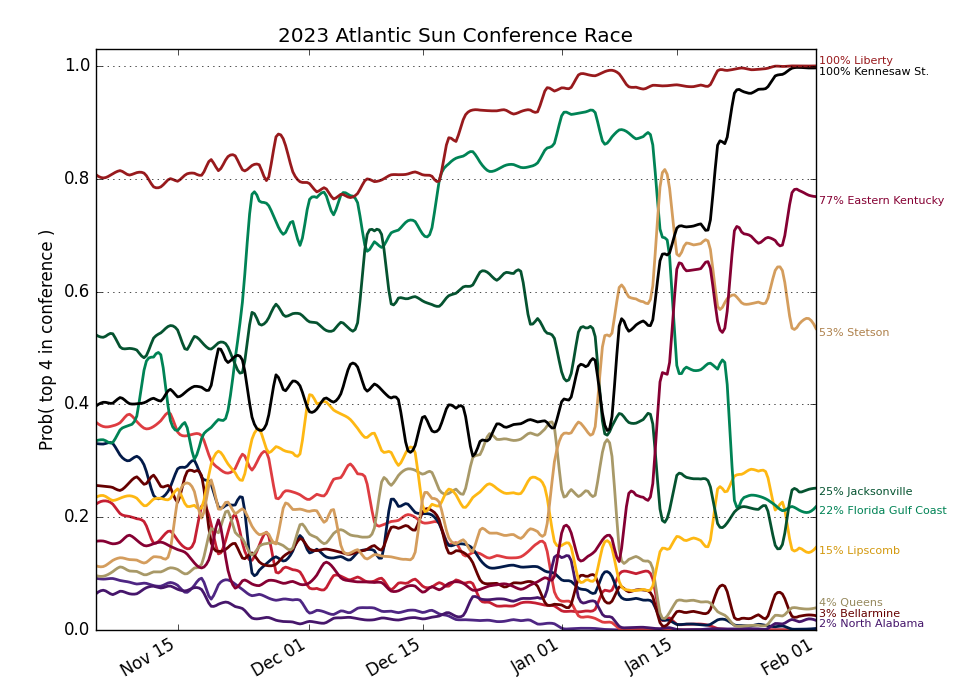 2023 Atlantic Sun Conference Race
Prob( top 4 in conference )
1.0
0.8
0.6
0.4
0.2
0.0
Nov 15
Dec 01
Dec 15
Jan 01
Jan 15
Feb 01
100% Liberty
100% Kennesaw St.
77% Eastern Kentucky
53% Stetson
25% Jacksonville
22% Florida Gulf Coast
15% Lipscomb
4% Queens
3% Bellarmine
2% North Alabama